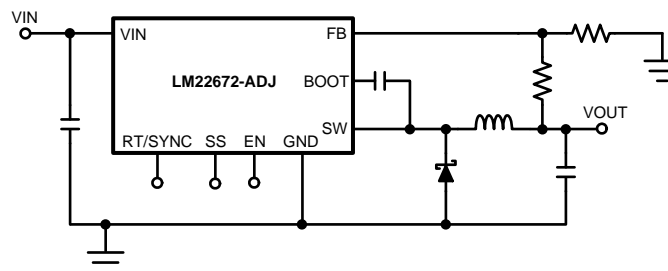 VIN
VIN
FB
LM22672-ADJ
BOOT
SW
VOUT
RT/SYNC
SS
EN
GND